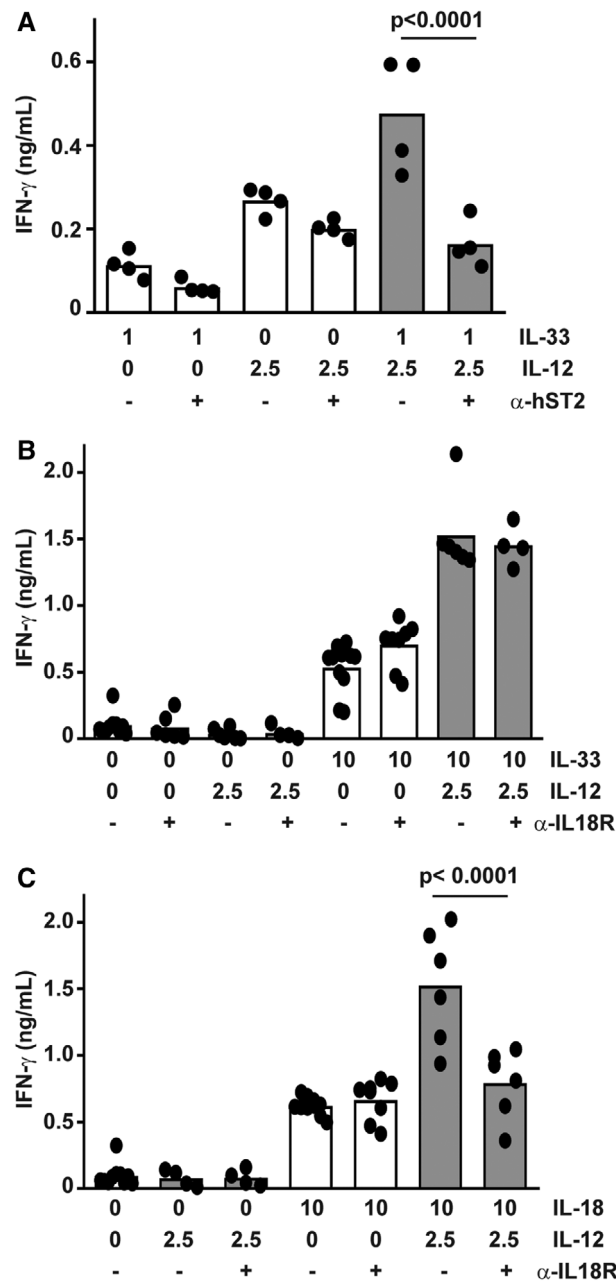 A
p<0.0001
IFN-γ (ng/mL)
0.6
0.4
0.2
0
1 1 0 0 1 1 IL-33
0 0 2.5 2.5 2.5 2.5 IL-12
- + - + - + α-hST2
B
IFN-γ (ng/mL)
2.0
1.5
1.0
0.5
0
0 0 0 0 10 10 10 10 IL-33
0 0 2.5 2.5 0 0 2.5 2.5 IL-12
- + - + - + - + α-IL18R
C
p< 0.0001
IFN-γ (ng/mL)
2.0
1.5
1.0
0.5
0
0 0 0 10 10 10 10 IL-18
0 2.5 2.5 0 0 2.5 2.5 IL-12
- - + - + - + α-IL18R